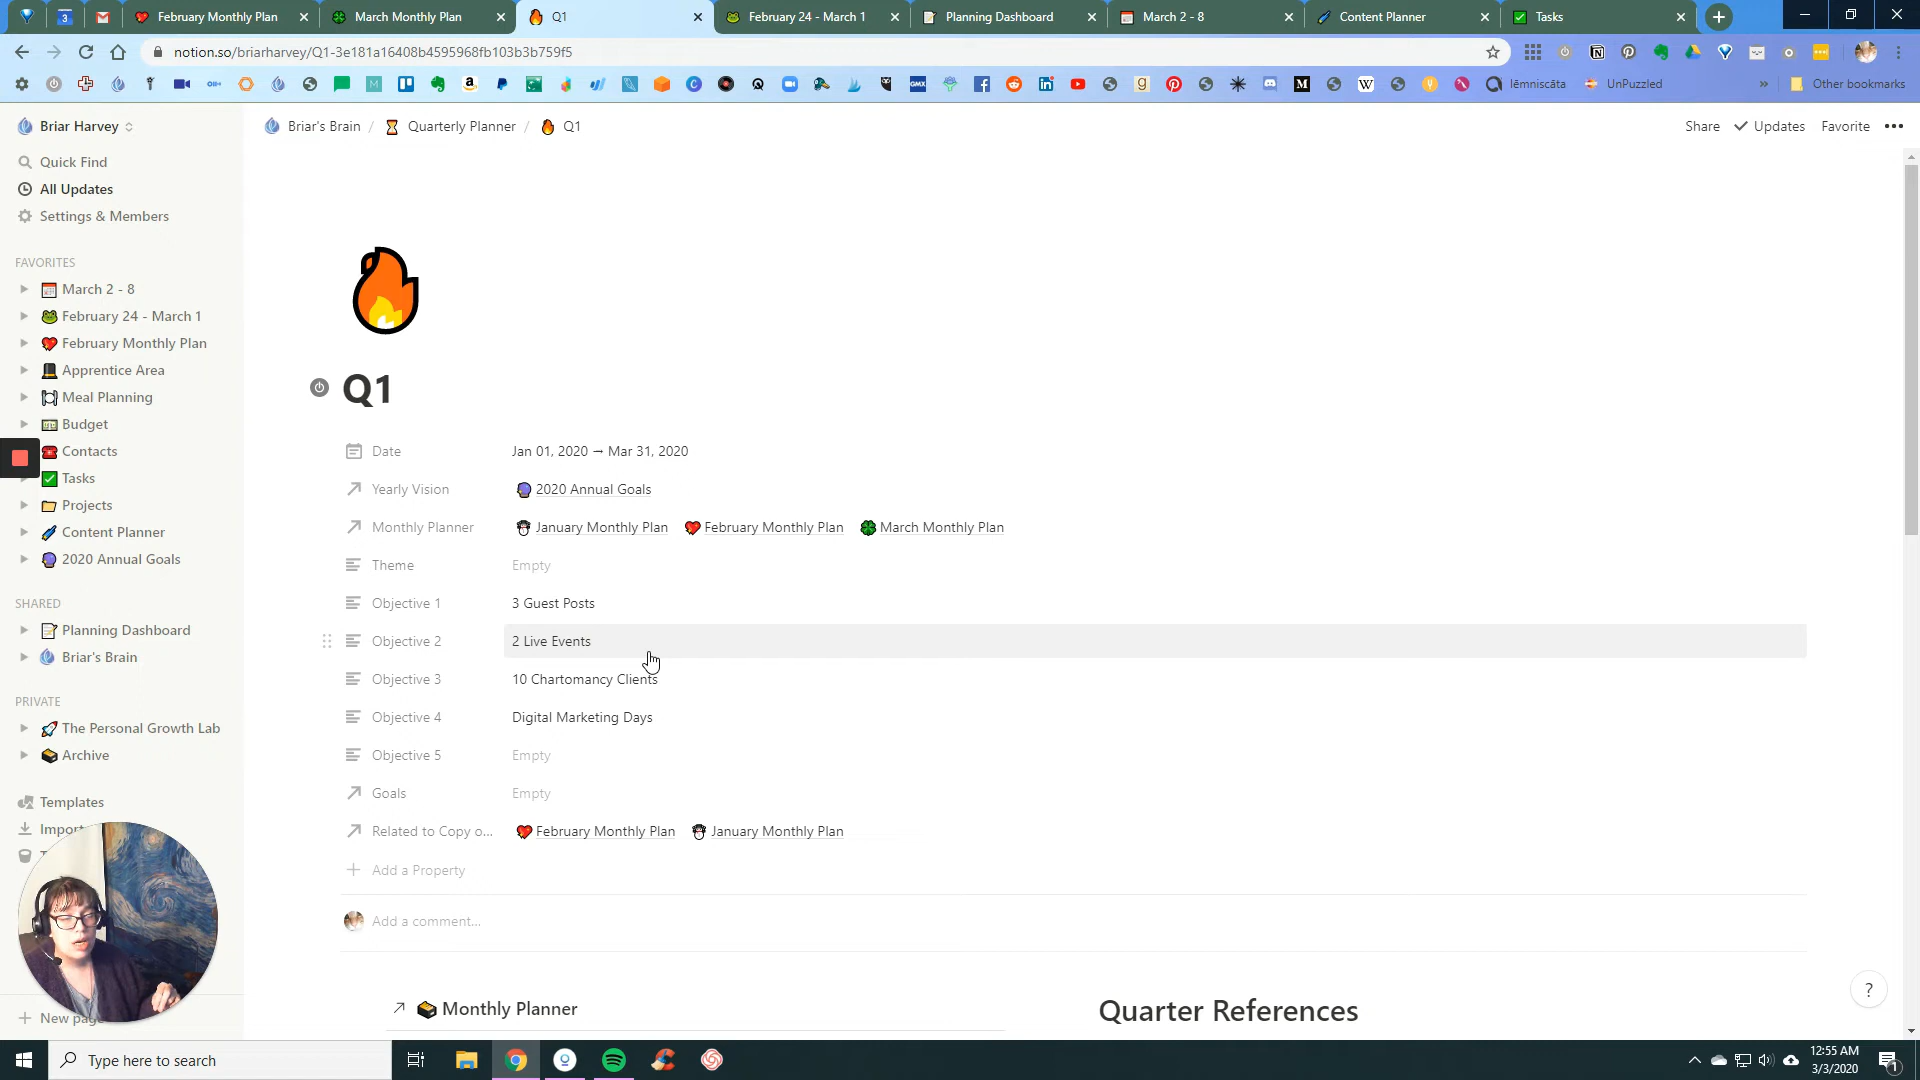 February Monthly Plan
March Monthly Plan
Q1
February 24 - March 1
Planning Dashboard
March 2 - 8
Content Planner
Tasks
notion.so/briarharvey/Q1-3e181a16408b4595968fb103b3b759f5
lēmniscāta
UnPuzzled
»
Other bookmarks
Briar Harvey
Briar's Brain / Quarterly Planner / Q1
Share
Updates
Favorite
Quick Find
All Updates
Settings & Members
FAVORITES
March 2 - 8
February 24 - March 1
February Monthly Plan
Apprentice Area
Meal Planning
Budget
Contacts
Tasks
Projects
Content Planner
2020 Annual Goals
SHARED
Planning Dashboard
Briar's Brain
PRIVATE
The Personal Growth Lab
Archive
Templates
Import
New page
Q1
Date Jan 01, 2020 → Mar 31, 2020
Yearly Vision 2020 Annual Goals
Monthly Planner January Monthly Plan February Monthly Plan March Monthly Plan
Theme Empty
Objective 1 3 Guest Posts
Objective 2 2 Live Events
Objective 3 10 Chartomancy Clients
Objective 4 Digital Marketing Days
Objective 5 Empty
Goals Empty
Related to Copy o... February Monthly Plan January Monthly Plan
Add a Property
Add a comment...
Monthly Planner
Quarter References
?
Type here to search
12:55 AM
3/3/2020